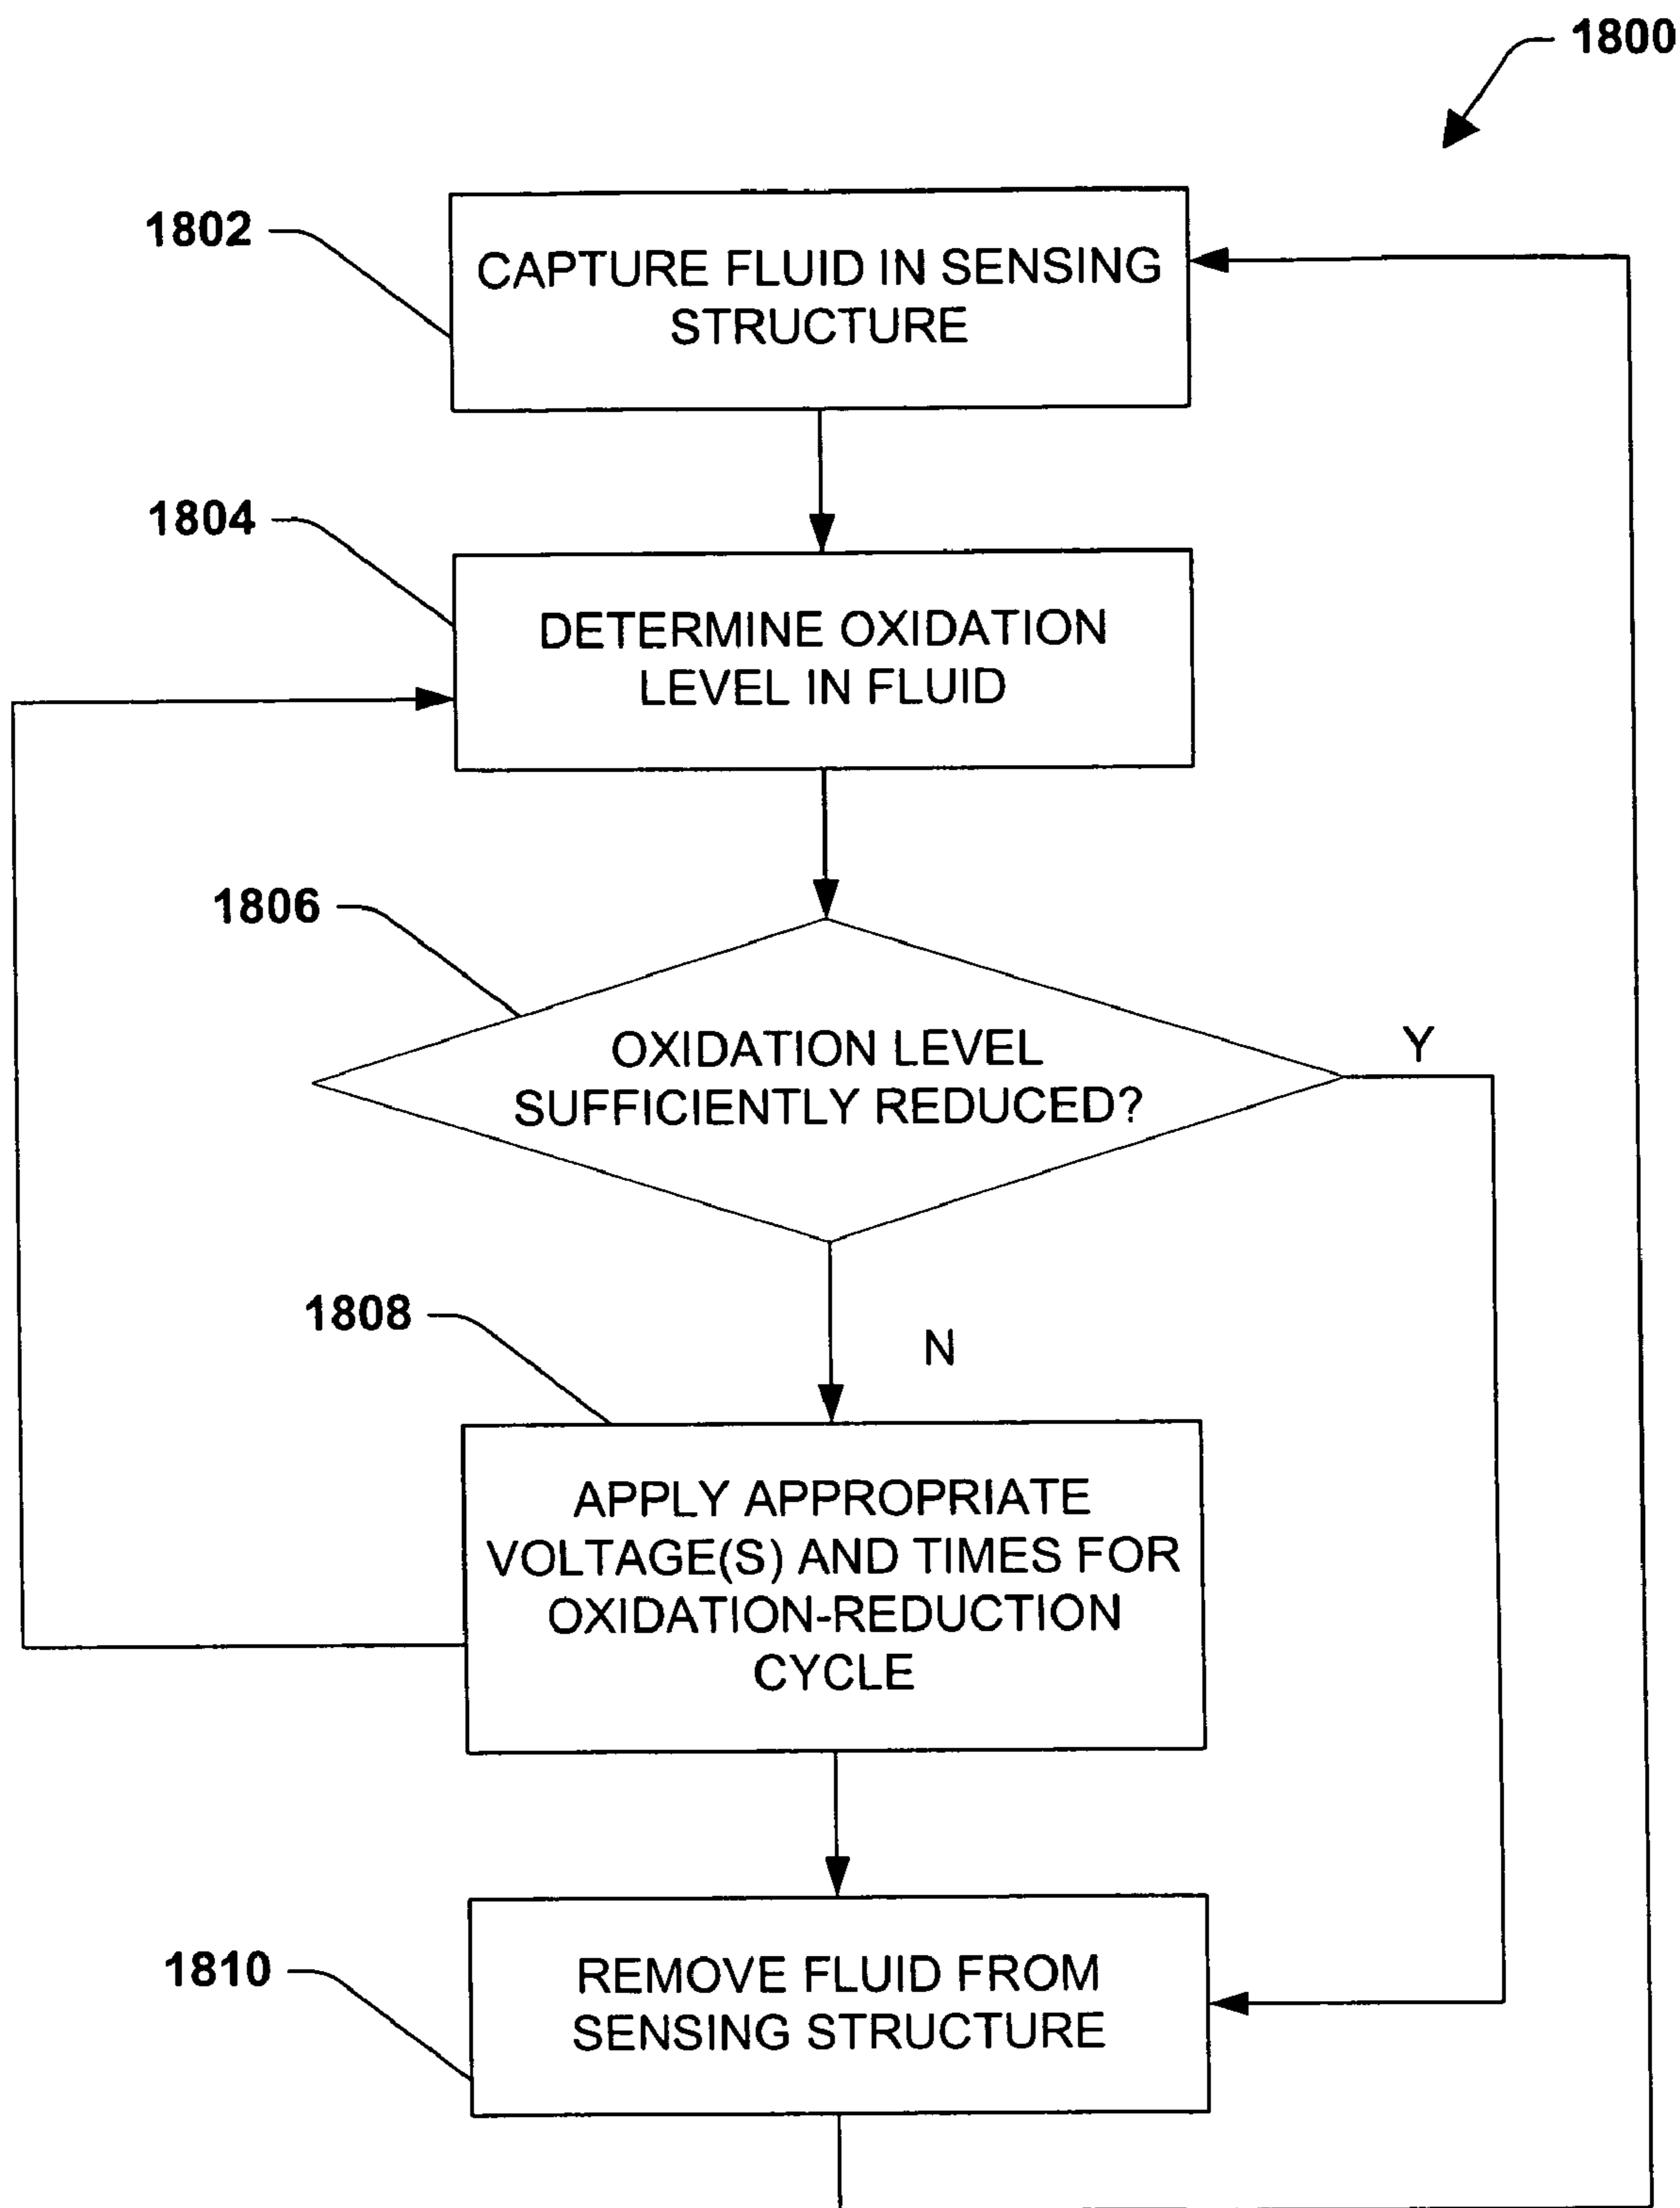 1800
1802
CAPTURE FLUID IN SENSING
STRUCTURE
1804
DETERMINE OXIDATION
LEVEL IN FLUID
1806
OXIDATION LEVEL
SUFFICIENTLY REDUCED?
Y
1808
N
APPLY APPROPRIATE
VOLTAGE(S) AND TIMES FOR
OXIDATION-REDUCTION
CYCLE
1810
REMOVE FLUID FROM
SENSING STRUCTURE